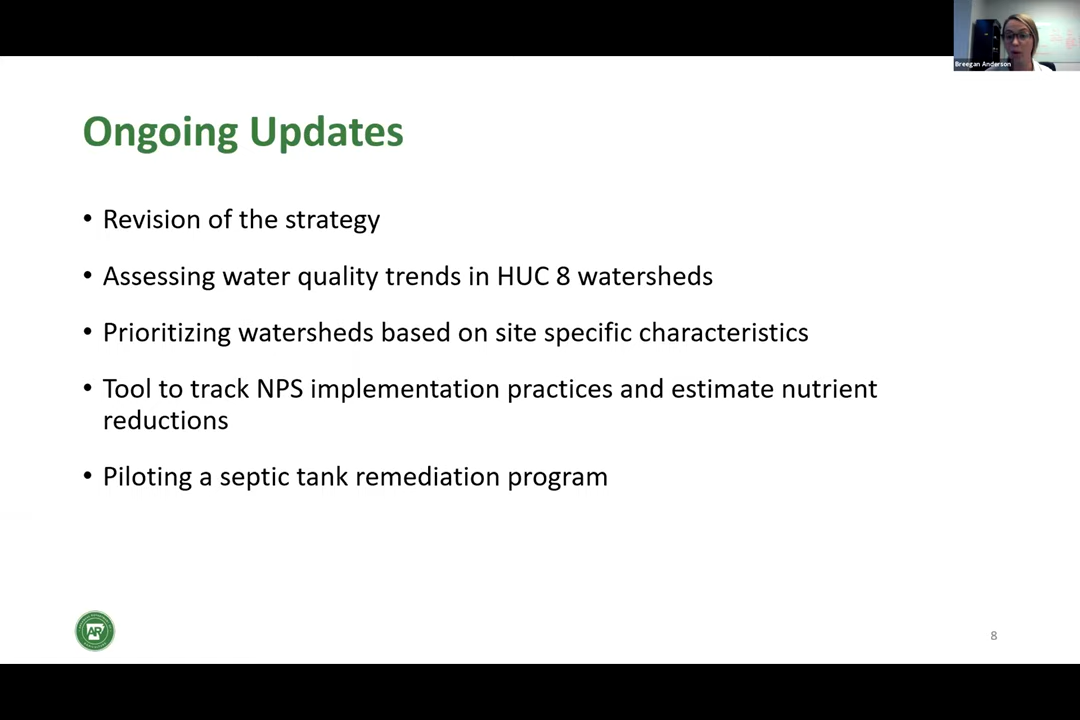 Breegan Anderson
Ongoing Updates
• Revision of the strategy
• Assessing water quality trends in HUC 8 watersheds
• Prioritizing watersheds based on site specific characteristics
• Tool to track NPS implementation practices and estimate nutrient
reductions
• Piloting a septic tank remediation program
AR
8